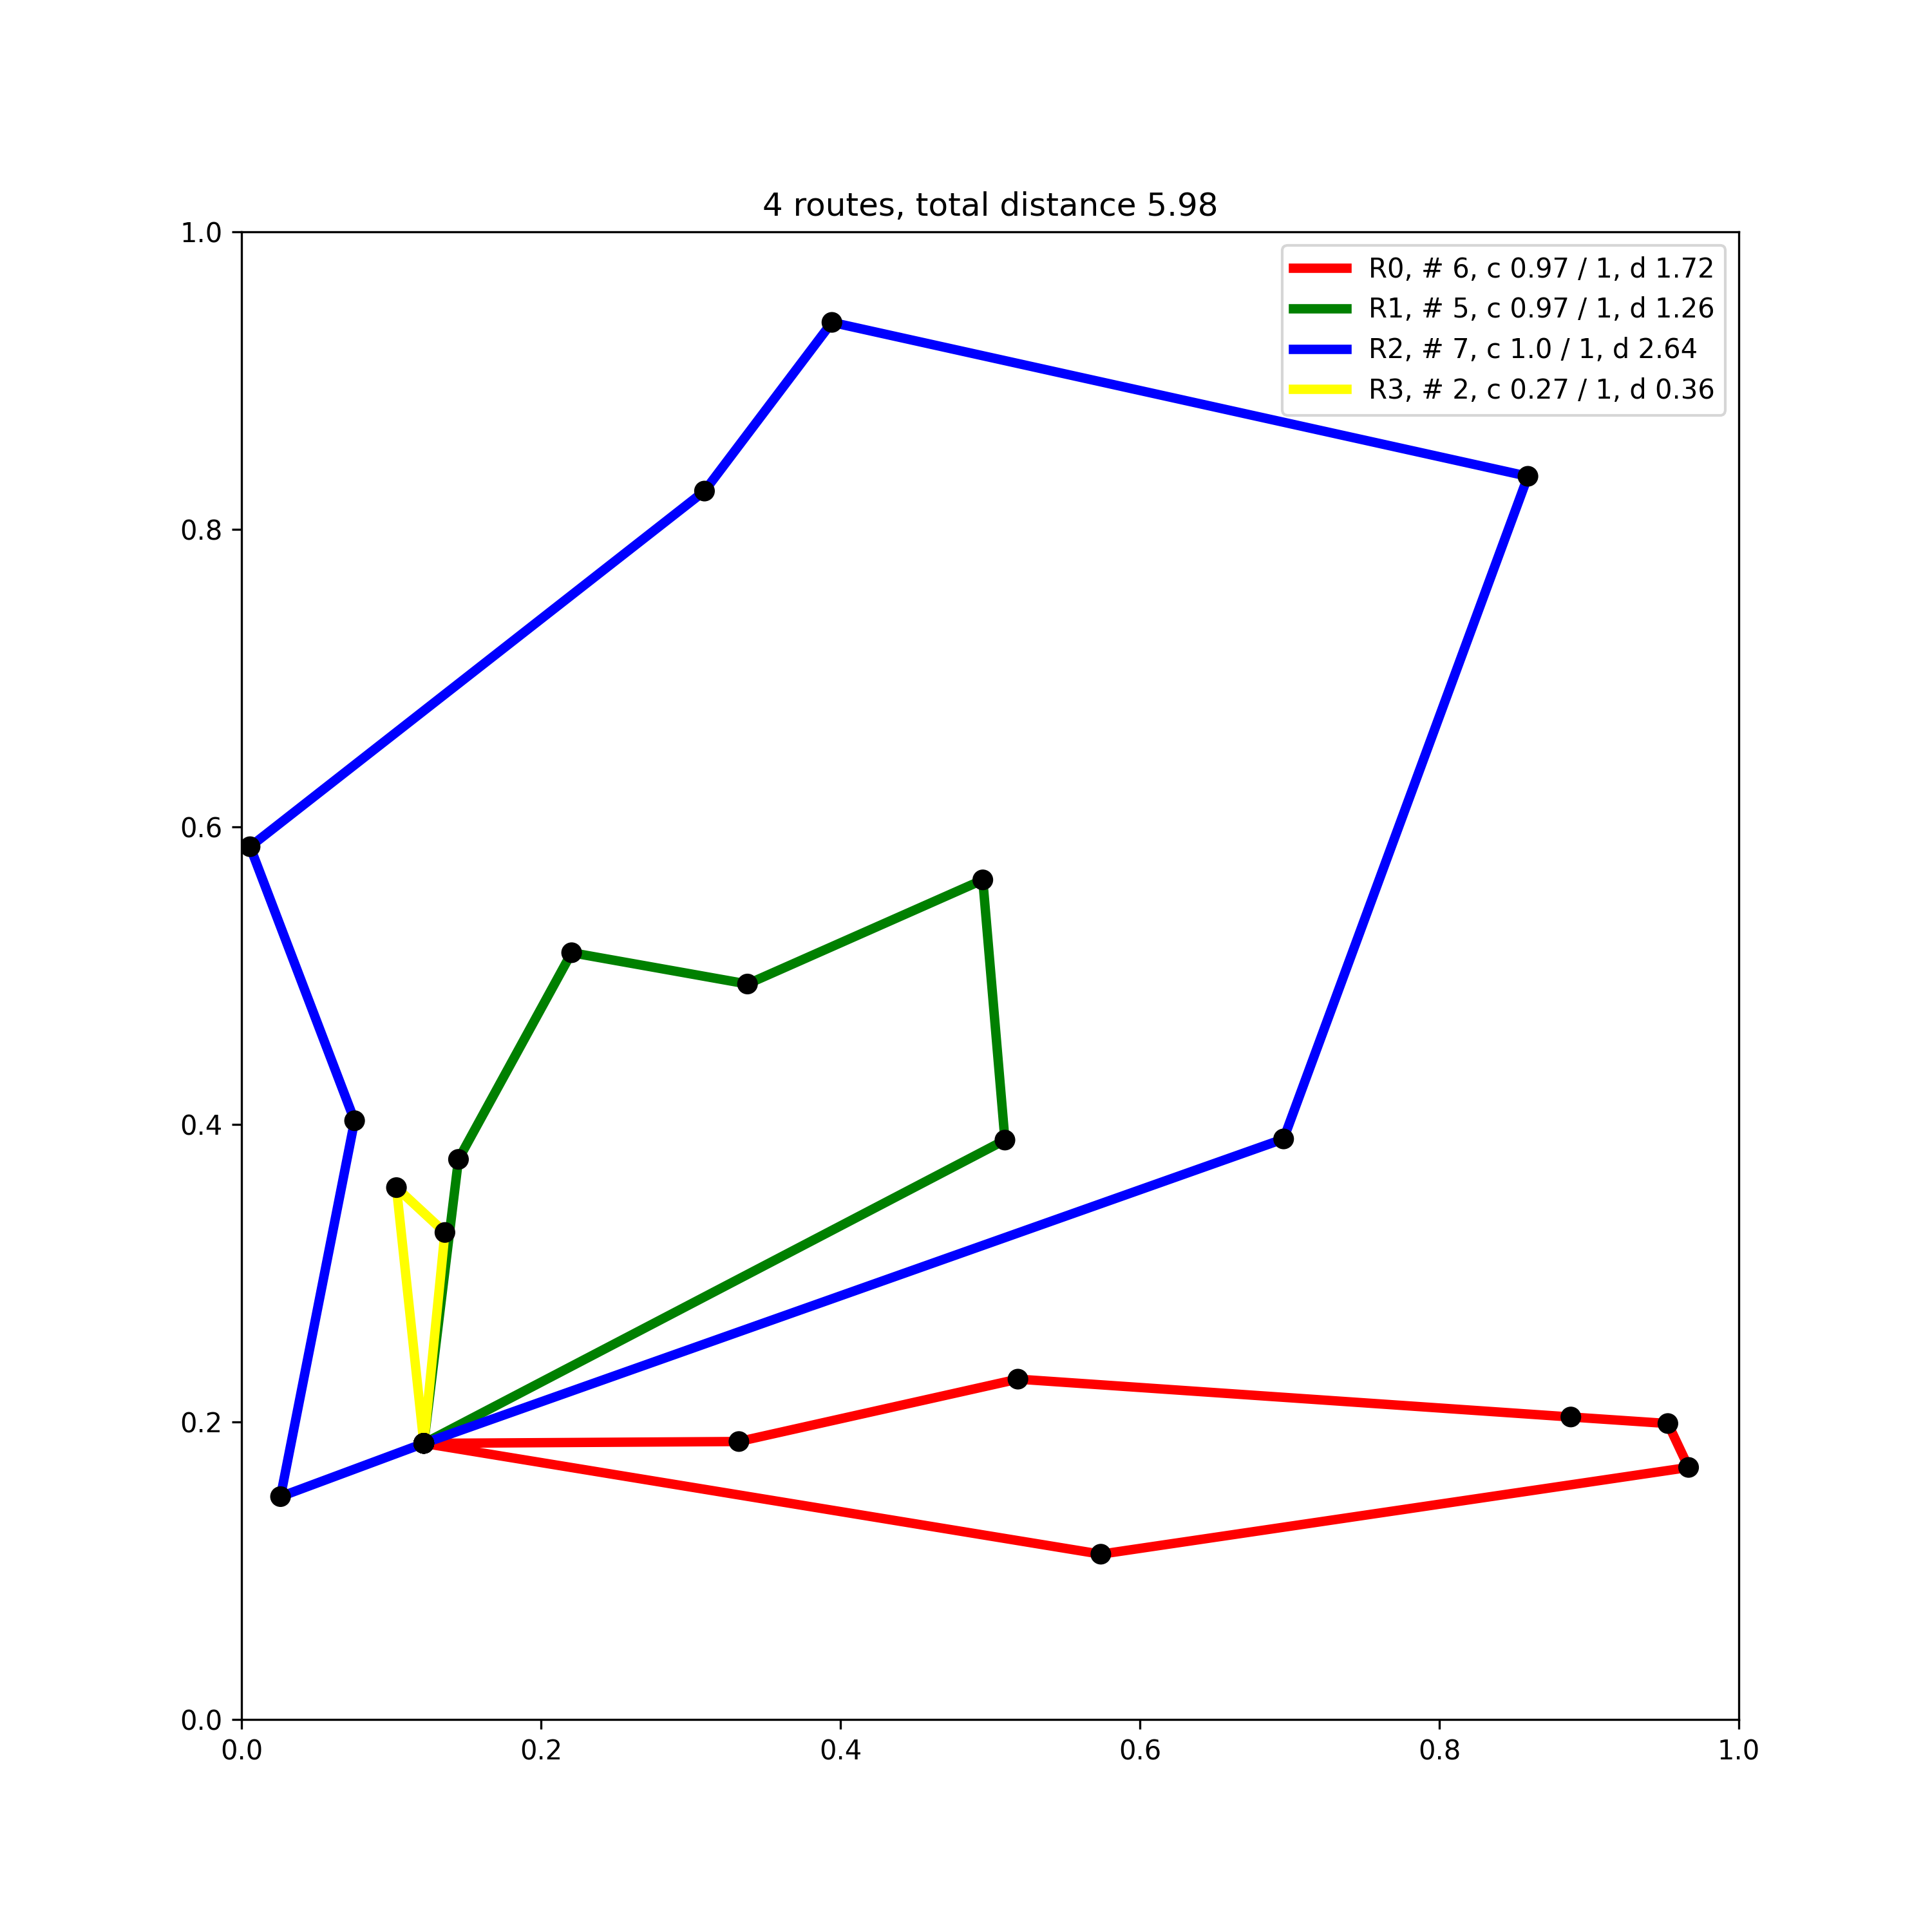 4 routes, total distance 5.98
R0, # 6, c 0.97 / 1, d 1.72
R1, # 5, c 0.97 / 1, d 1.26
R2, # 7, c 1.0 / 1, d 2.64
R3, # 2, c 0.27 / 1, d 0.36
1.0
0.8
0.6
0.4
0.2
0.0
0.0 0.2 0.4 0.6 0.8 1.0